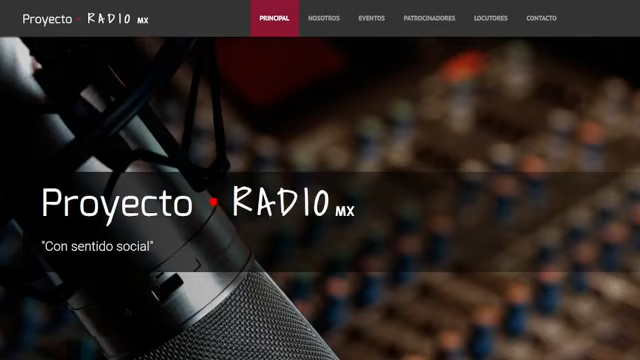 Proyecto • RADIO MX
PRINCIPAL NOSOTROS EVENTOS PATROCINADORES LOCUTORES CONTACTO
Proyecto • RADIO MX
"Con sentido social"